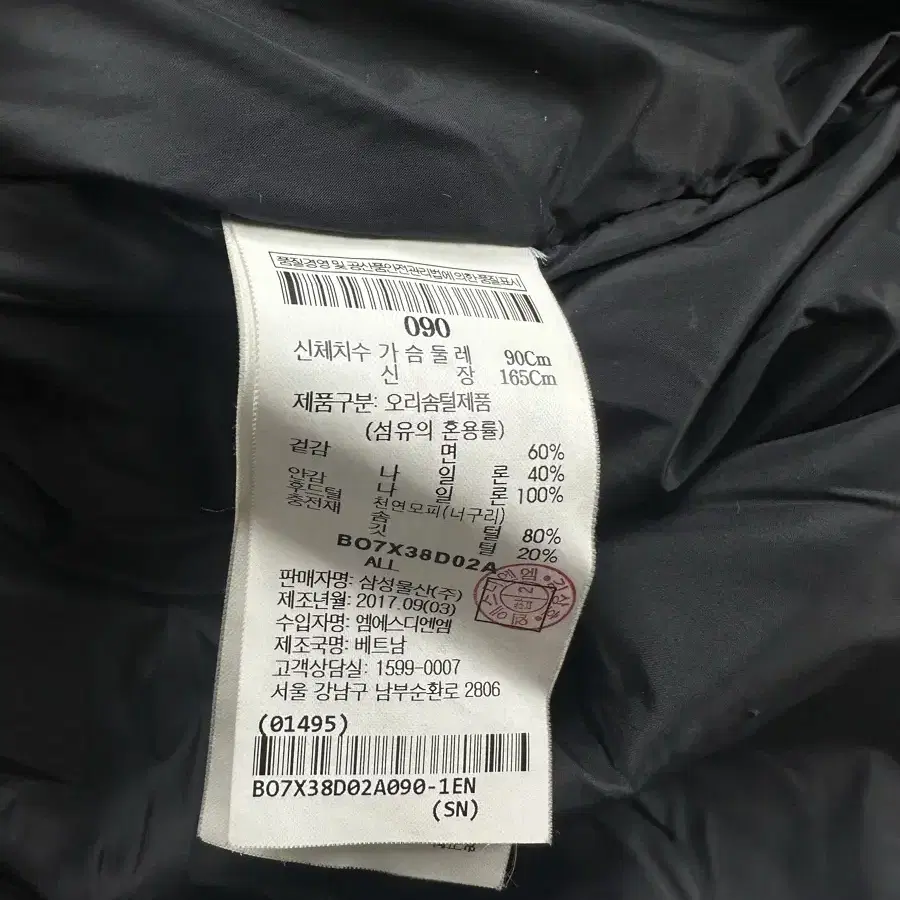 품질경영 및 공산품안전관리법에 의한 품질표시
090
신체치수 가 슴 둘 레 90Cm
신 장 165Cm
제품구분: 오리솜털제품
(섬유의 혼용률)
겉감 면 60%
나 일 론 40%
안감 나 일 론 100%
후드털 천연모피(너구리)
충전재 솜 털 80%
깃 털 20%
BO7X38D02A
ALL
판매자명: 삼성물산(주)
제조년월: 2017.09(03)
수입자명: 엠에스디엔엠
제조국명: 베트남
고객상담실: 1599-0007
서울 강남구 남부순환로 2806
(01495)
BO7X38D02A090-1EN
(SN)